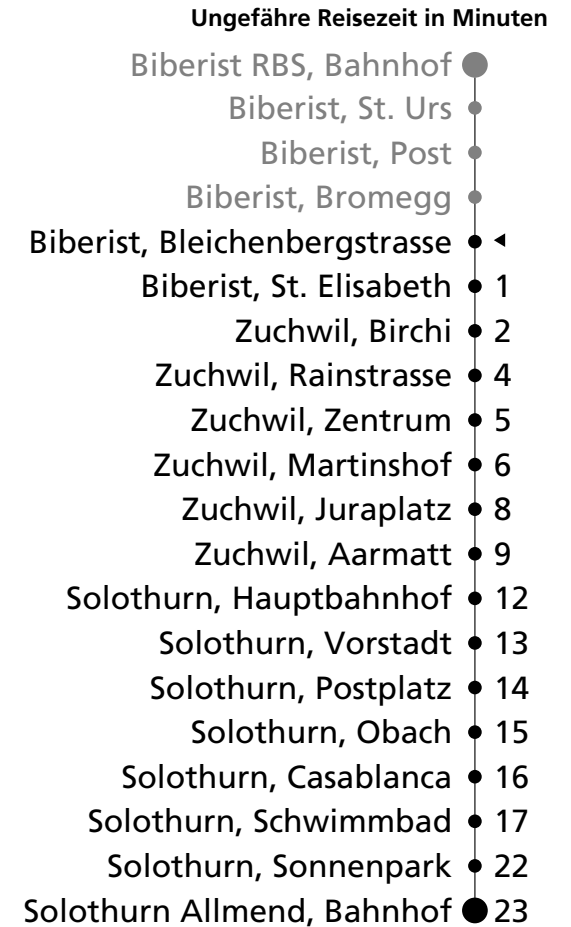 Ungefähre Reisezeit in Minuten
Biberist RBS, Bahnhof
Biberist, St. Urs
Biberist, Post
Biberist, Bromegg
Biberist, Bleichenbergstrasse
Biberist, St. Elisabeth 1
Zuchwil, Birchi 2
Zuchwil, Rainstrasse 4
Zuchwil, Zentrum 5
Zuchwil, Martinshof 6
Zuchwil, Juraplatz 8
Zuchwil, Aarmatt 9
Solothurn, Hauptbahnhof 12
Solothurn, Vorstadt 13
Solothurn, Postplatz 14
Solothurn, Obach 15
Solothurn, Casablanca 16
Solothurn, Schwimmbad 17
Solothurn, Sonnenpark 22
Solothurn Allmend, Bahnhof 23